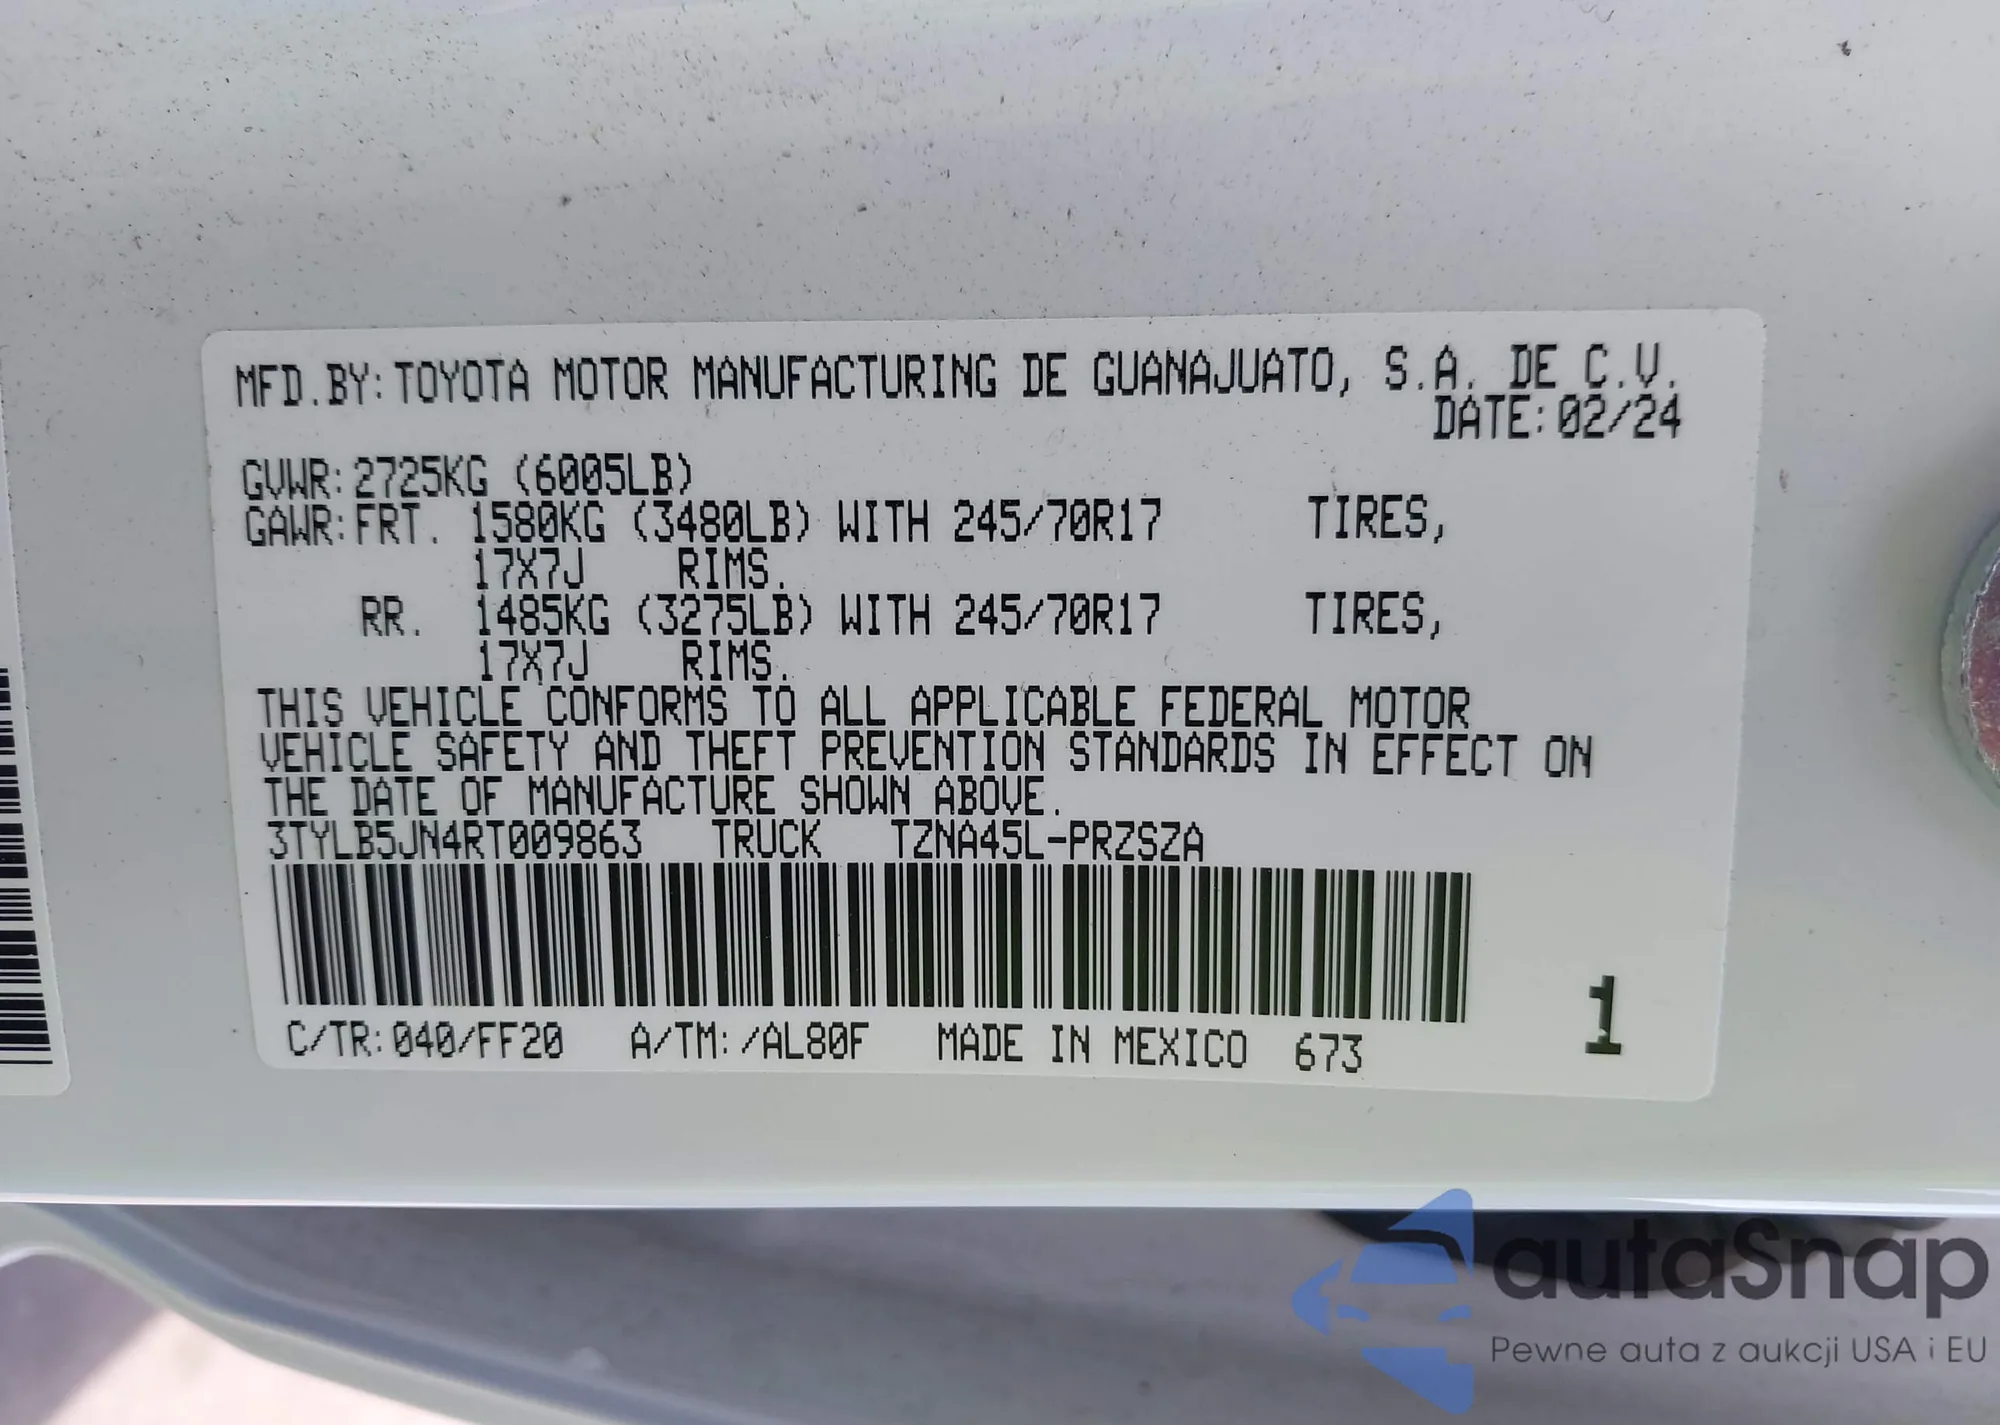 MFD.BY:TOYOTA MOTOR MANUFACTURING DE GUANAJUATO, S.A. DE C.V.
DATE:02/24
GVWR:2725KG (6005LB)
GAWR:FRT. 1580KG (3480LB) WITH 245/70R17 TIRES,
17X7J RIMS.
RR. 1485KG (3275LB) WITH 245/70R17 TIRES,
17X7J RIMS.
THIS VEHICLE CONFORMS TO ALL APPLICABLE FEDERAL MOTOR
VEHICLE SAFETY AND THEFT PREVENTION STANDARDS IN EFFECT ON
THE DATE OF MANUFACTURE SHOWN ABOVE.
3TYLB5JN4RT009863 TRUCK TZNA45L-PRZSZA
C/TR:040/FF20 A/TM:/AL80F MADE IN MEXICO 673
1
autaSnap
Pewne auta z aukcji USA i EU